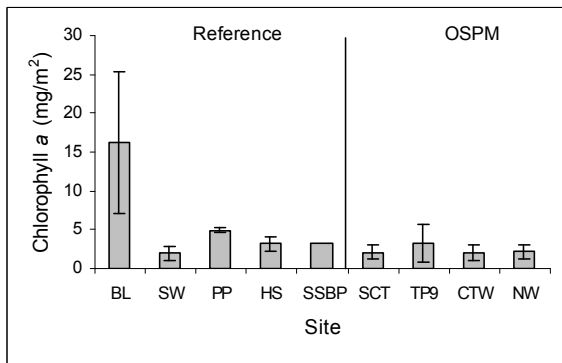 Reference OSPM
Chlorophyll a (mg/m²)
30
25
20
15
10
5
0
BL SW PP HS SSBP SCT TP9 CTW NW
Site